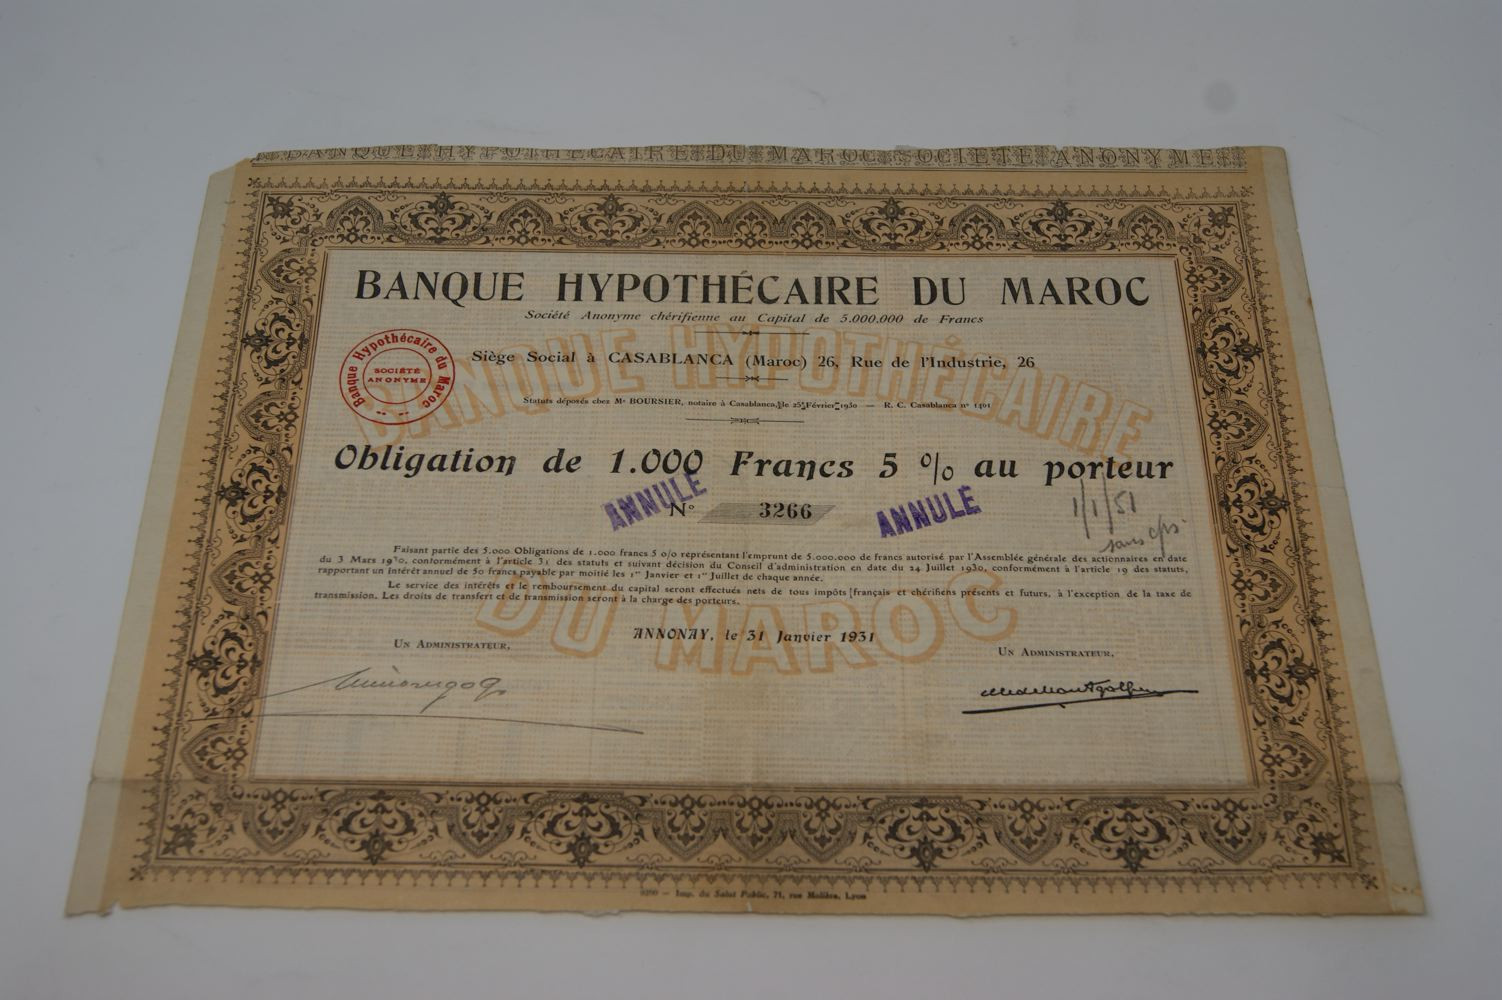 BANQUE HYPOTHÉCAIRE DU MAROC SOCIÉTÉ ANONYME
BANQUE HYPOTHÉCAIRE DU MAROC
Société Anonyme chérifienne au Capital de 5.000.000 de Francs
Banque Hypothécaire du Maroc
SOCIÉTÉ
ANONYME
Siège Social à CASABLANCA (Maroc) 26, Rue de l'Industrie, 26
BANQUE HYPOTHÉCAIRE
Statuts déposés chez Me BOURSIER, notaire à Casablanca, le 25 Février 1930 — R. C. Casablanca n° 1401
Obligation de 1.000 Francs 5 % au porteur
ANNULÉ
N° 3266
ANNULÉ
1/1/51
sans
Faisant partie des 5.000 Obligations de 1.000 francs 5 o/o représentant l'emprunt de 5.000.000 de francs autorisé par l'Assemblée générale des actionnaires en date
du 3 Mars 1930, conformément à l'article 31 des statuts et suivant décision du Conseil d'administration en date du 24 Juillet 1930, conformément à l'article 19 des statuts,
rapportant un intérêt annuel de 50 francs payable par moitié les 1er Janvier et 1er Juillet de chaque année.
Le service des intérêts et le remboursement du capital seront effectués nets de tous impôts français et chérifiens présents et futurs, à l'exception de la taxe de
transmission. Les droits de transfert et de transmission seront à la charge des porteurs.
DU MAROC
ANNONAY, le 31 Janvier 1931
UN ADMINISTRATEUR,
UN ADMINISTRATEUR,
Imp. du Salut Public, 71, rue Molière, Lyon